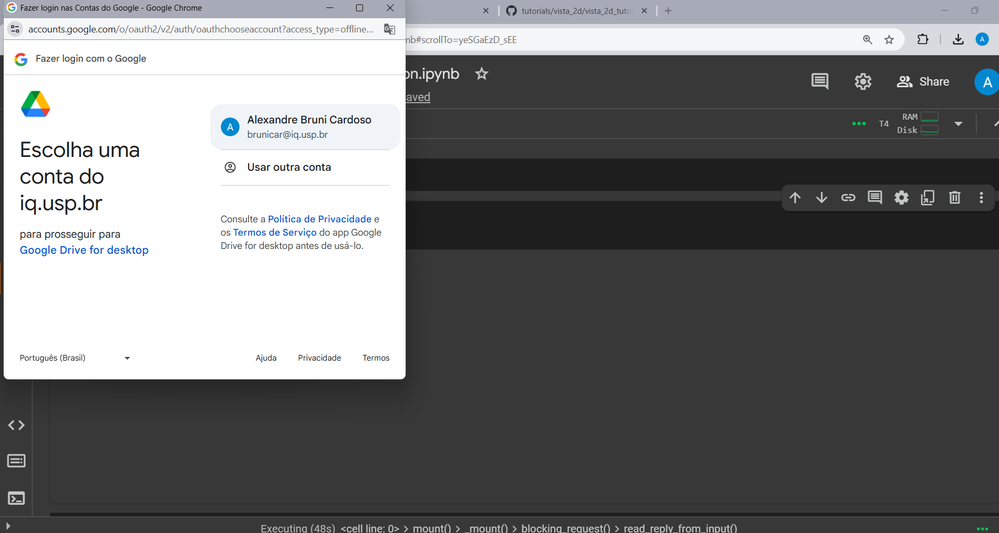 Fazer login nas Contas do Google - Google Chrome
tutorials/vista_2d/vista_2d_tuto
accounts.google.com/o/oauth2/v2/auth/oauthchooseaccount?access_type=offline...
nb#scrollTo=yeSGaEzD_sEE
A
Fazer login com o Google
on.ipynb
aved
Share
A
T4
RAM
Disk
Escolha uma
conta do
iq.usp.br
para prosseguir para
Google Drive for desktop
A
Alexandre Bruni Cardoso
brunicar@iq.usp.br
Usar outra conta
Consulte a Política de Privacidade e
os Termos de Serviço do app Google
Drive for desktop antes de usá-lo.
Português (Brasil)
Ajuda
Privacidade
Termos
Executing (48s) <cell line: 0> > mount() > _mount() > blocking_request() > read_reply_from_input()